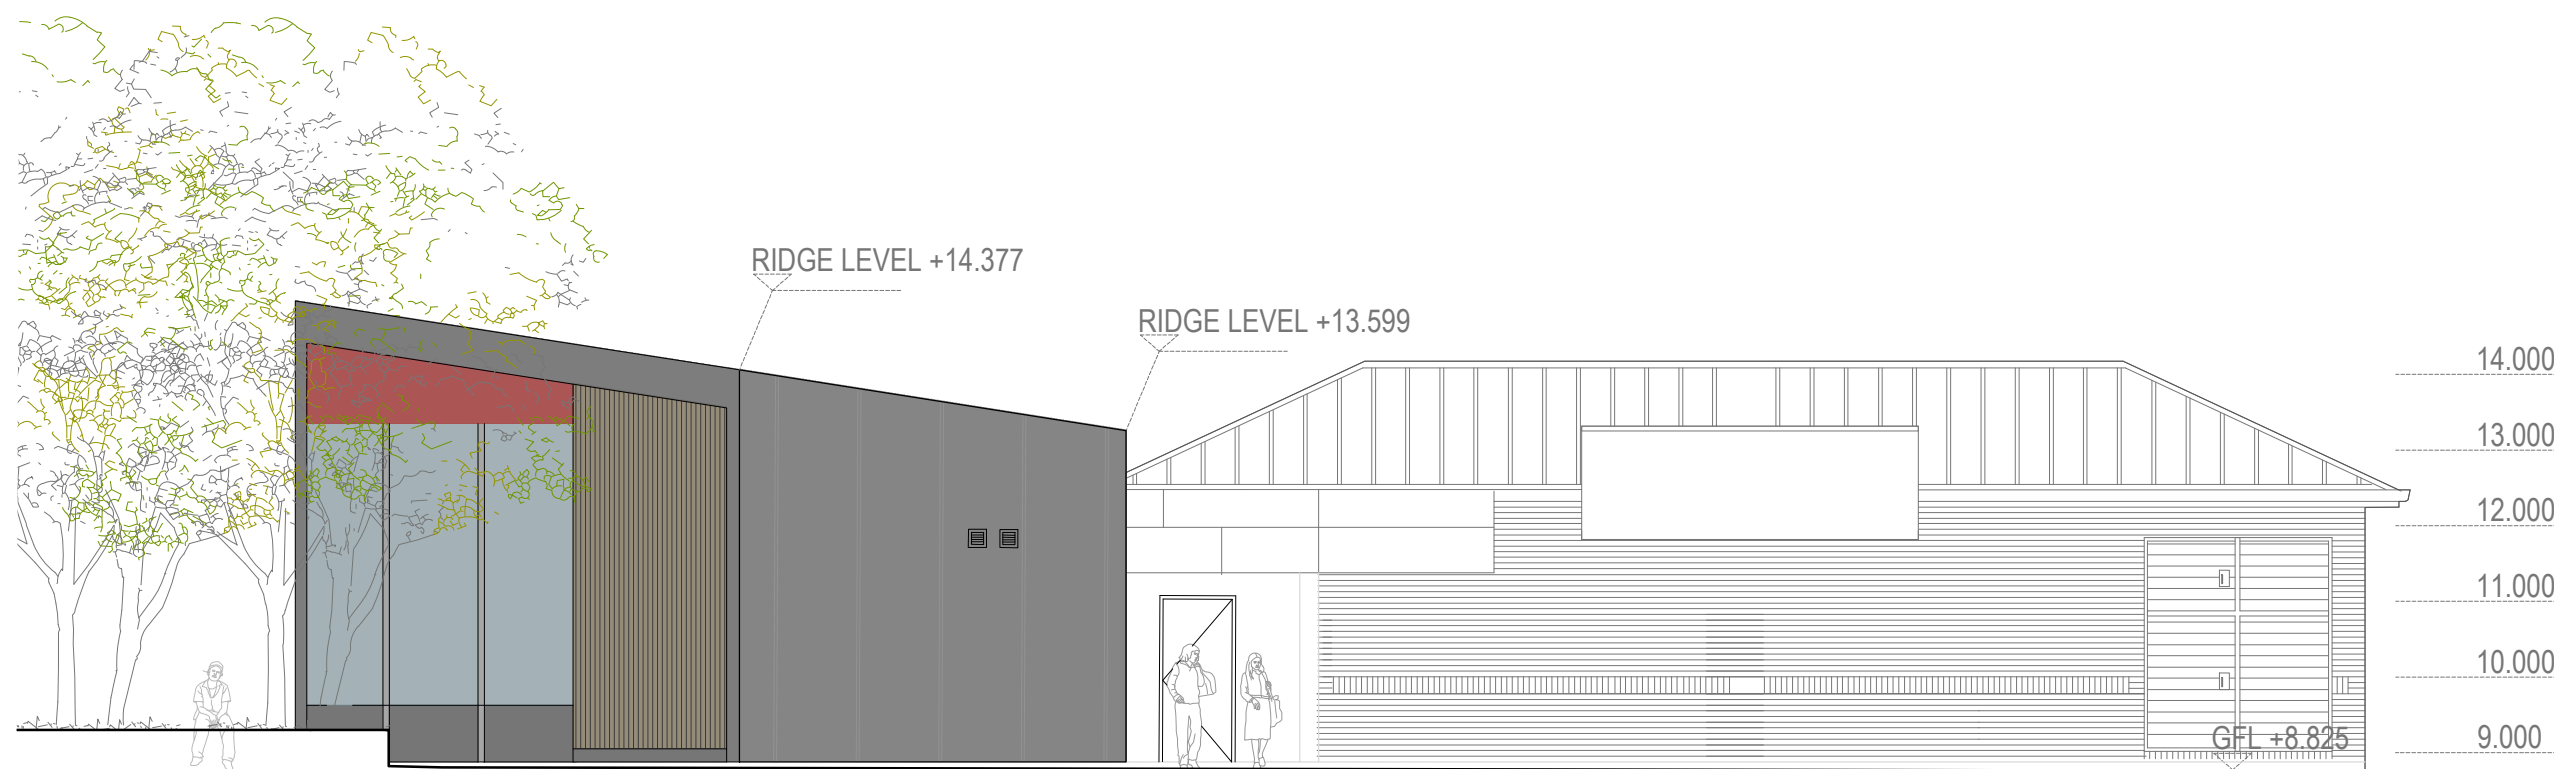 RIDGE LEVEL +14.377
RIDGE LEVEL +13.599
14.000
13.000
12.000
11.000
10.000
9.000
GFL +8.825